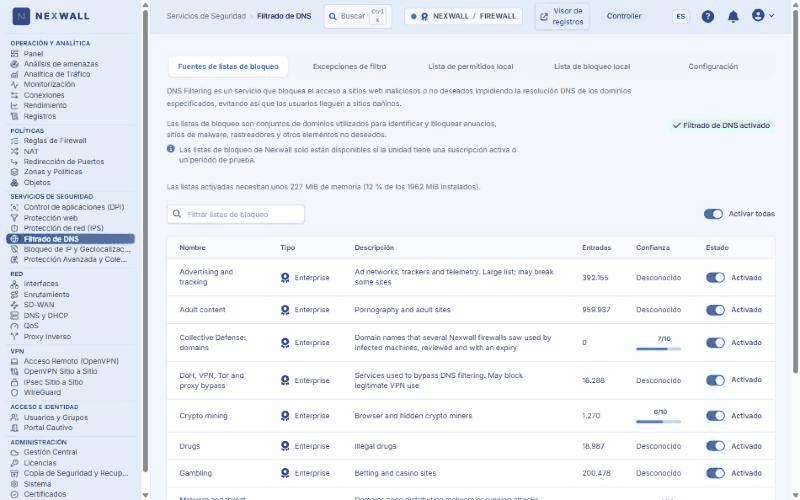 NEXWALL
Servicios de Seguridad › Filtrado de DNS
Buscar
Ctrl
K
NEXWALL / FIREWALL
Visor de
registros
Controller
ES
OPERACIÓN Y ANALÍTICA
Panel
Análisis de amenazas
Analítica de Tráfico
Monitorización
Conexiones
Rendimiento
Registros
POLÍTICAS
Reglas de Firewall
NAT
Redirección de Puertos
Zonas y Políticas
Objetos
SERVICIOS DE SEGURIDAD
Control de aplicaciones (DPI)
Protección web
Protección de red (IPS)
Filtrado de DNS
Bloqueo de IP y Geolocalizac...
Protección Avanzada y Cole...
RED
Interfaces
Enrutamiento
SD-WAN
DNS y DHCP
QoS
Proxy Inverso
VPN
Acceso Remoto (OpenVPN)
OpenVPN Sitio a Sitio
IPsec Sitio a Sitio
WireGuard
ACCESO E IDENTIDAD
Usuarios y Grupos
Portal Cautivo
ADMINISTRACIÓN
Gestión Central
Licencias
Copia de Seguridad y Recup...
Sistema
Certificados
Fuentes de listas de bloqueo
Excepciones de filtro
Lista de permitidos local
Lista de bloqueo local
Configuración
DNS Filtering es un servicio que bloquea el acceso a sitios web maliciosos o no deseados impidiendo la resolución DNS de los dominios
especificados, evitando así que los usuarios lleguen a sitios dañinos.
Las listas de bloqueo son conjuntos de dominios utilizados para identificar y bloquear anuncios,
sitios de malware, rastreadores y otros elementos no deseados.
Filtrado de DNS activado
Las listas de bloqueo de Nexwall solo están disponibles si la unidad tiene una suscripción activa o
un período de prueba.
Las listas activadas necesitan unos 227 MiB de memoria (12 % de los 1962 MiB instalados).
Filtrar listas de bloqueo
Activar todas
Nombre Tipo Descripción Entradas Confianza Estado
Advertising and
tracking
Enterprise
Ad networks, trackers and telemetry. Large list; may break
some sites
392.155 Desconocido Activado
Adult content Enterprise Pornography and adult sites 959.937 Desconocido Activado
Collective Defense:
domains
Enterprise
Domain names that several Nexwall firewalls saw used by
infected machines, reviewed and with an expiry
0 7/10 Activado
DoH, VPN, Tor and
proxy bypass
Enterprise
Services used to bypass DNS filtering. May block
legitimate VPN use
16.288 Desconocido Activado
Crypto mining Enterprise Browser and hidden crypto miners 1.270 6/10 Activado
Drugs Enterprise Illegal drugs 18.987 Desconocido Activado
Gambling Enterprise Betting and casino sites 200.478 Desconocido Activado